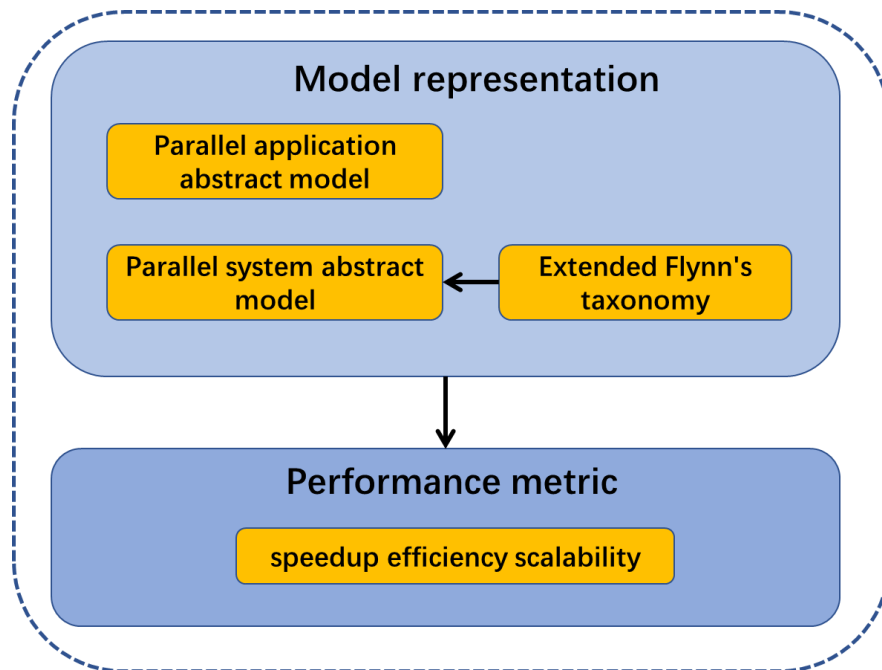 Model representation
Parallel application
abstract model
Parallel system abstract
model
Extended Flynn's
taxonomy
Performance metric
speedup efficiency scalability